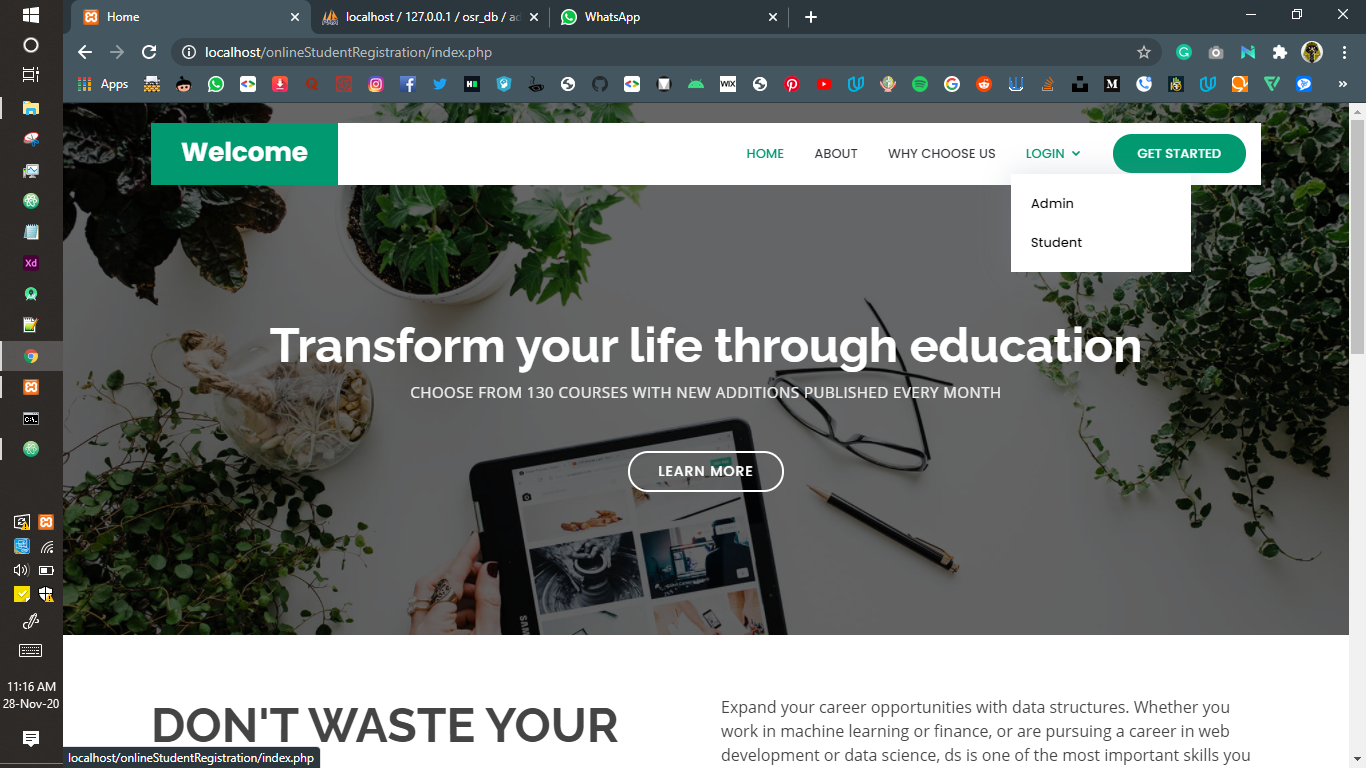 Home
localhost / 127.0.0.1 / osr_db / ad
WhatsApp
localhost/onlineStudentRegistration/index.php
Apps
Welcome
HOME
ABOUT
WHY CHOOSE US
LOGIN
GET STARTED
Admin
Student
Transform your life through education
CHOOSE FROM 130 COURSES WITH NEW ADDITIONS PUBLISHED EVERY MONTH
LEARN MORE
DON'T WASTE YOUR
Expand your career opportunities with data structures. Whether you
work in machine learning or finance, or are pursuing a career in web
development or data science, ds is one of the most important skills you
localhost/onlineStudentRegistration/index.php
Xd
11:16 AM
28-Nov-20